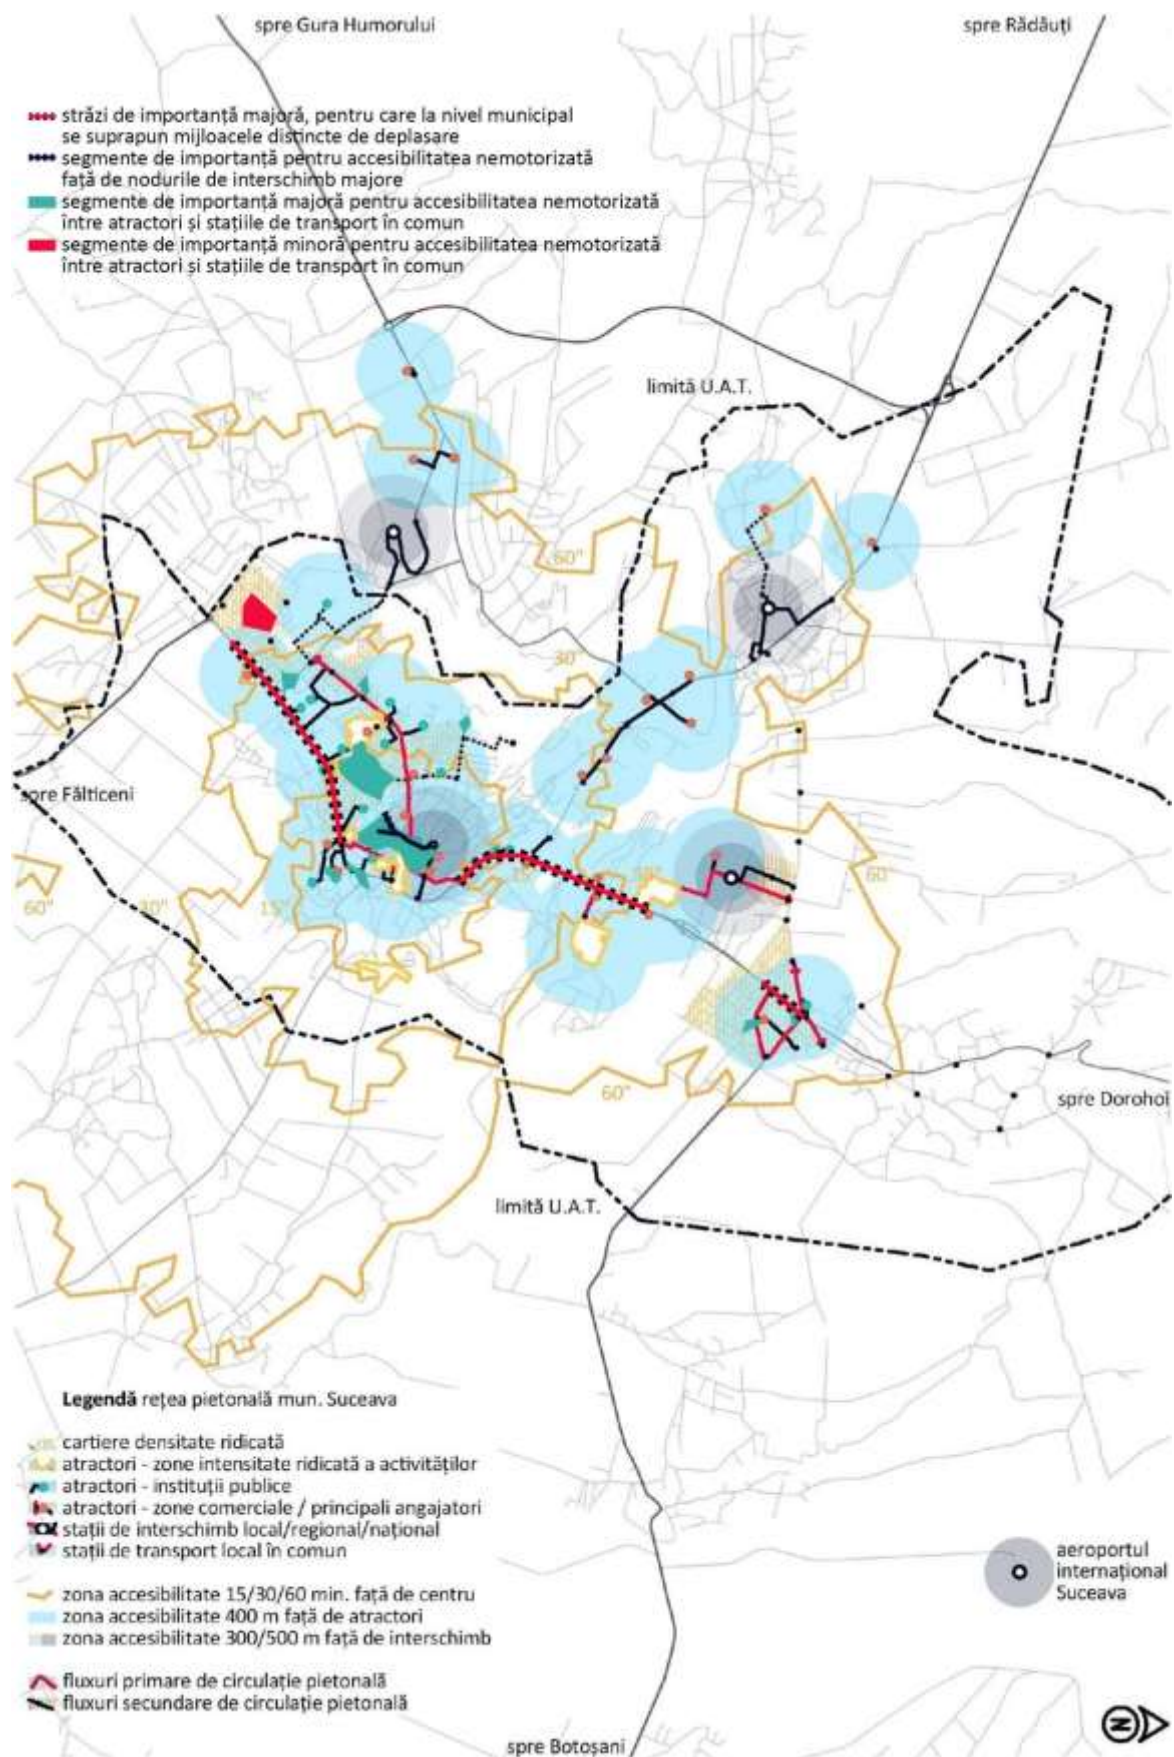 spre Gura Humorului
spre Rădăuți
străzi de importanță majoră, pentru care la nivel municipal
se suprapun mijloacele distincte de deplasare
segmente de importanță pentru accesibilitatea nemotorizată
față de nodurile de interschimb majore
segmente de importanță majoră pentru accesibilitatea nemotorizată
între atractori și stațiile de transport în comun
segmente de importanță minoră pentru accesibilitatea nemotorizată
între atractori și stațiile de transport în comun
limită U.A.T.
60"
30"
spre Fălticeni
60"
30"
15"
60"
60"
spre Dorohoi
limită U.A.T.
Legendă rețea pietonală mun. Suceava
cartiere densitate ridicată
atractori - zone intensitate ridicată a activităților
atractori - instituții publice
atractori - zone comerciale / principali angajatori
stații de interschimb local/regional/național
stații de transport local în comun
zona accesibilitate 15/30/60 min. față de centru
zona accesibilitate 400 m față de atractori
zona accesibilitate 300/500 m față de interschimb
fluxuri primare de circulație pietonală
fluxuri secundare de circulație pietonală
aeroportul
internațional
Suceava
spre Botoșani
N